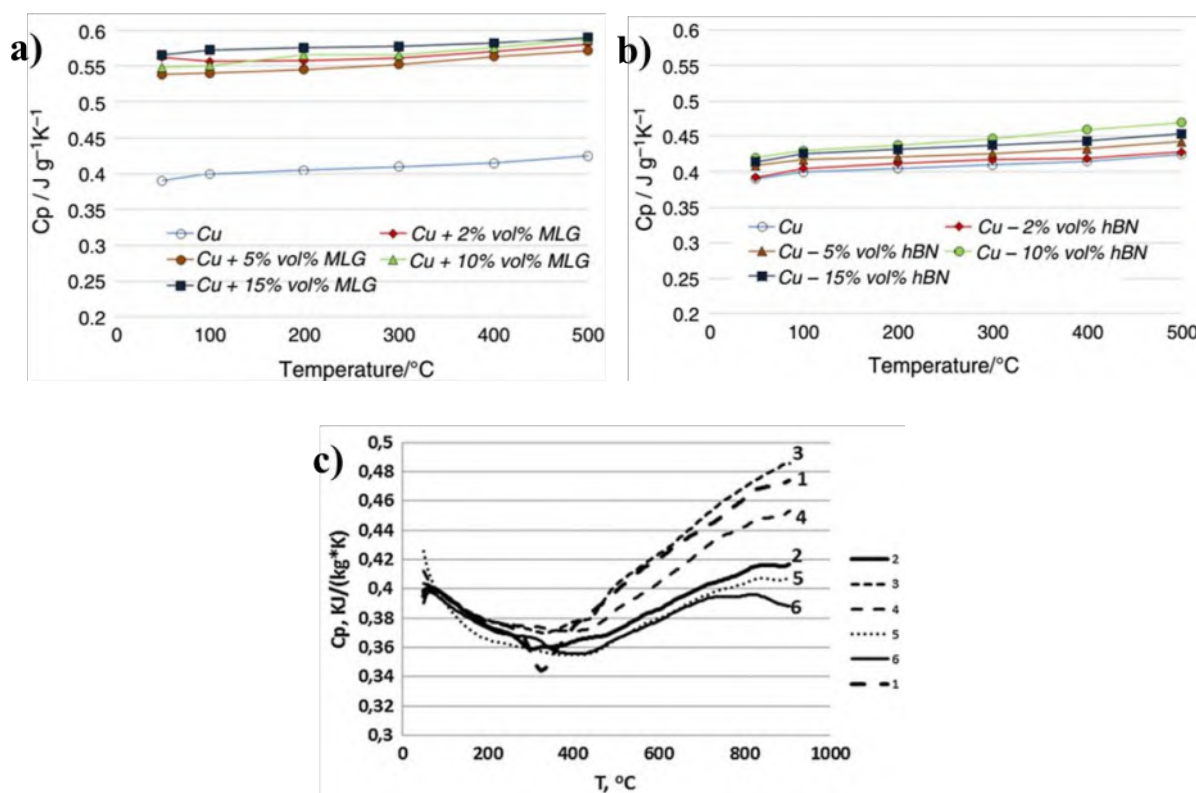 a)
0.6
0.55
0.5
0.45
0.4
0.35
0.3
0.25
0.2
Cp / J g⁻¹K⁻¹
Cu
Cu + 2% vol% MLG
Cu + 5% vol% MLG
Cu + 10% vol% MLG
Cu + 15% vol% MLG
0 100 200 300 400 500
Temperature/°C
b)
0.6
0.55
0.5
0.45
0.4
0.35
0.3
0.25
0.2
Cp / J g⁻¹K⁻¹
Cu
Cu – 2% vol% hBN
Cu – 5% vol% hBN
Cu – 10% vol% hBN
Cu – 15% vol% hBN
0 100 200 300 400 500
Temperature/°C
c)
0,5
0,48
0,46
0,44
0,42
0,4
0,38
0,36
0,34
0,32
0,3
Cp, KJ/(kg*K)
3
1
4
2
5
6
2
3
4
5
6
1
0 200 400 600 800 1000
T, °C